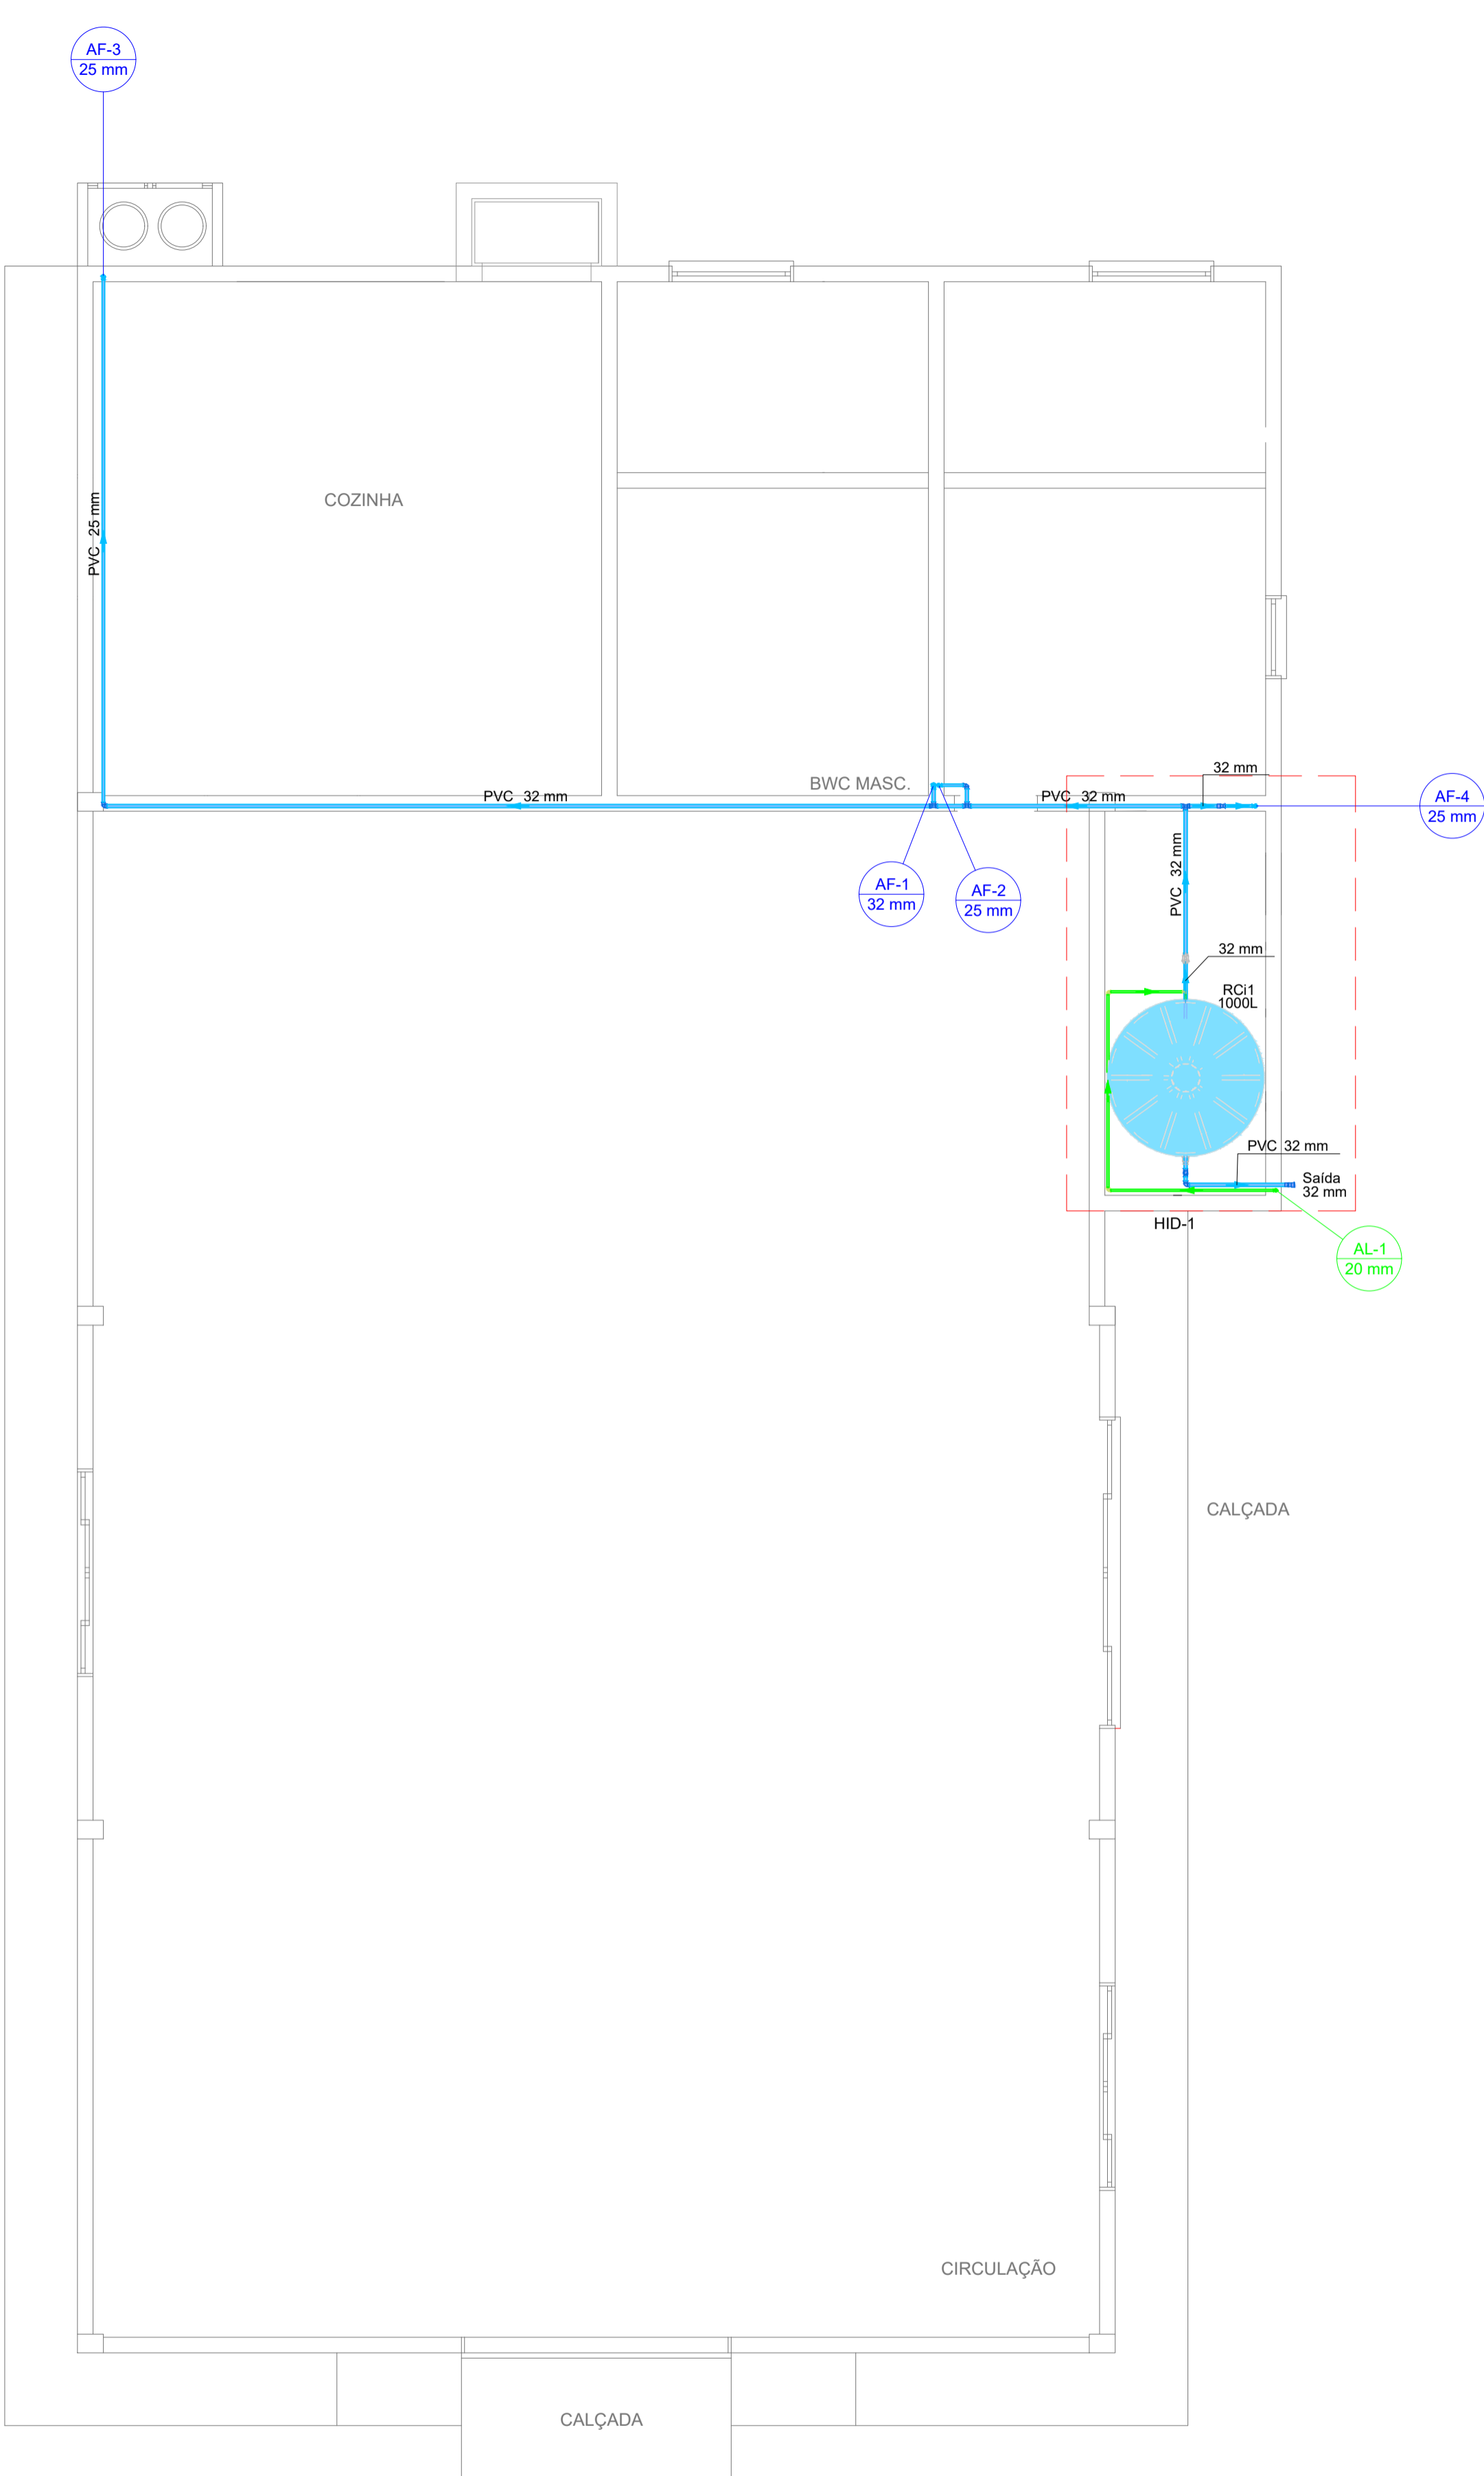 AF-3
25 mm
COZINHA
PVC 25 mm
32 mm
BWC MASC.
PVC 32 mm
PVC 32 mm
AF-4
25 mm
PVC 32 mm
AF-1
32 mm
AF-2
25 mm
32 mm
RCi1
1000L
PVC 32 mm
Saída
32 mm
HID-1
AL-1
20 mm
CALÇADA
CIRCULAÇÃO
CALÇADA